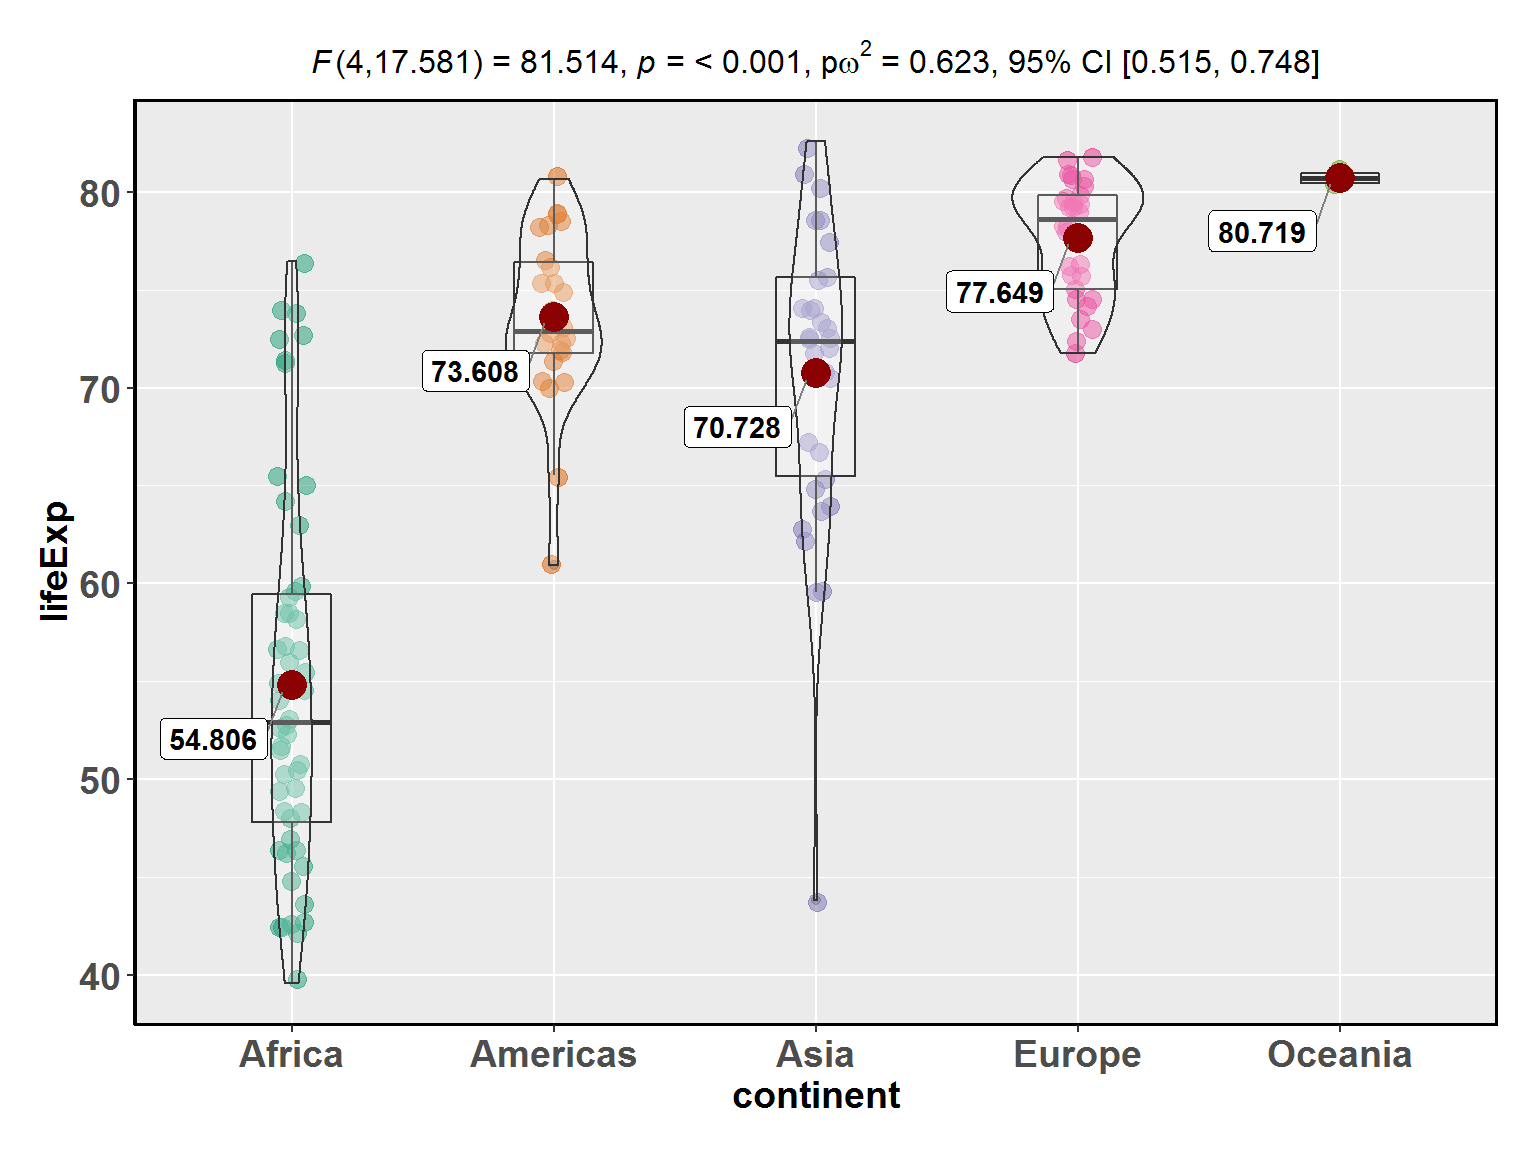 F(4,17.581) = 81.514, p = < 0.001, pω² = 0.623, 95% CI [0.515, 0.748]
lifeExp
80
70
60
50
40
54.806
73.608
70.728
77.649
80.719
Africa
Americas
Asia
Europe
Oceania
continent